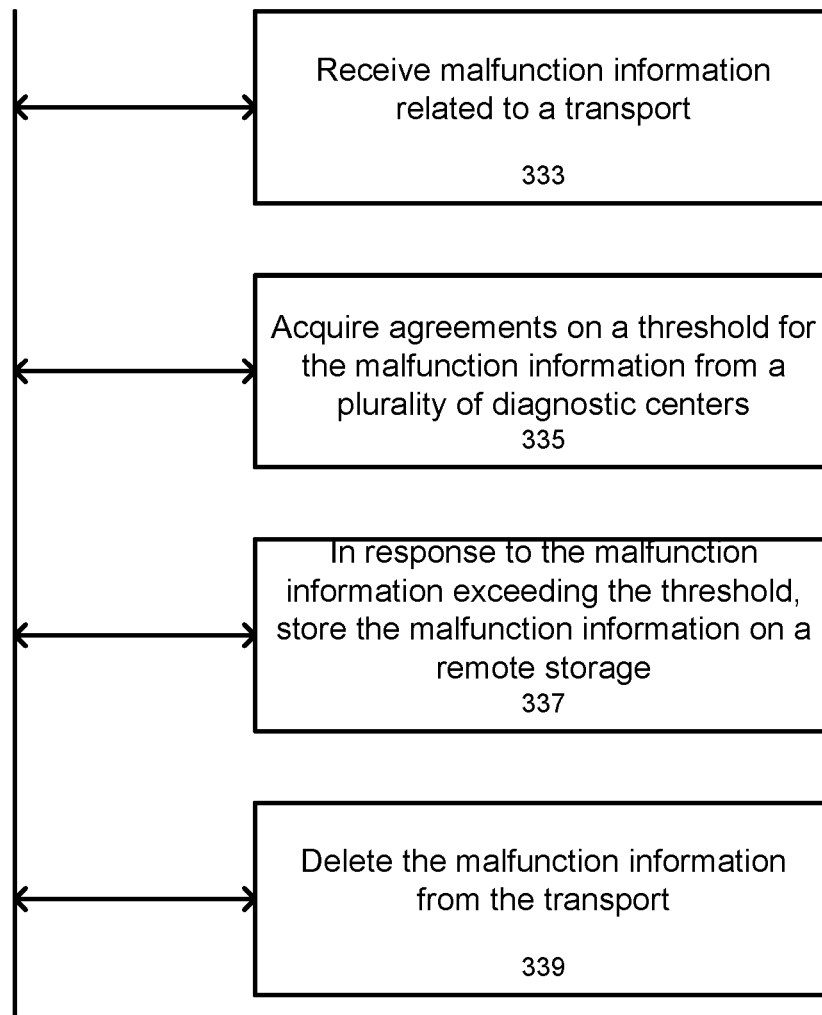 Receive malfunction information
related to a transport
333
Acquire agreements on a threshold for
the malfunction information from a
plurality of diagnostic centers
335
In response to the malfunction
information exceeding the threshold,
store the malfunction information on a
remote storage
337
Delete the malfunction information
from the transport
339